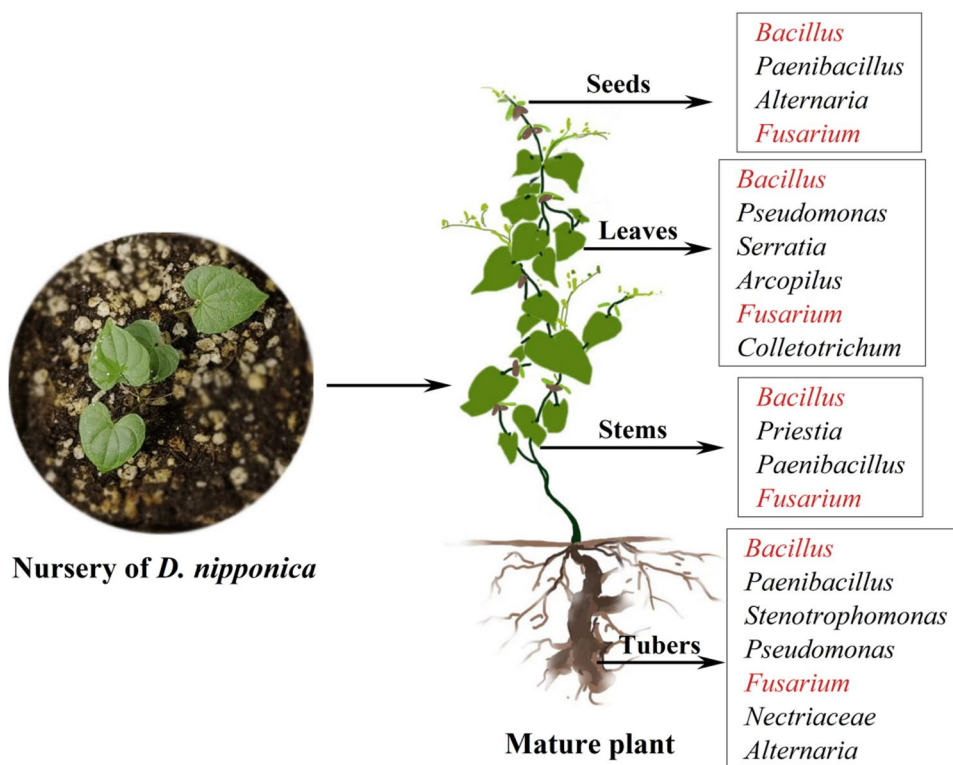 Seeds
Bacillus
Paenibacillus
Alternaria
Fusarium
Leaves
Bacillus
Pseudomonas
Serratia
Arcopilus
Fusarium
Colletotrichum
Stems
Bacillus
Priestia
Paenibacillus
Fusarium
Nursery of D. nipponica
Tubers
Bacillus
Paenibacillus
Stenotrophomonas
Pseudomonas
Fusarium
Nectriaceae
Alternaria
Mature plant